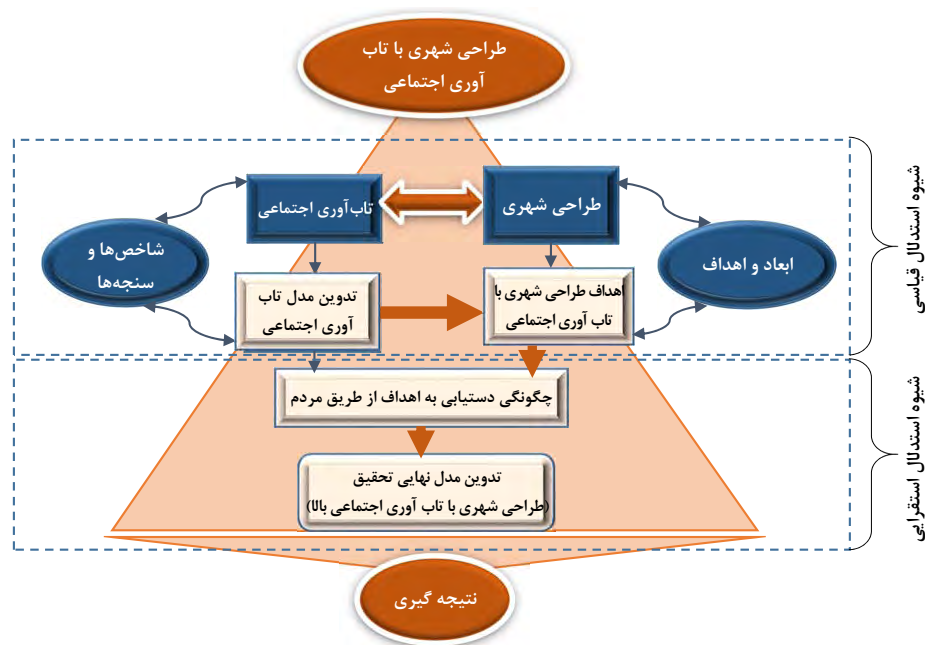 طراحی شهری با تاب
آوری اجتماعی
شیوه استدلال قیاسی
طراحی شهری
تاب‌آوری اجتماعی
ابعاد و اهداف
شاخص‌ها و
سنجه‌ها
اهداف طراحی شهری با
تاب آوری اجتماعی
تدوین مدل تاب
آوری اجتماعی
شیوه استدلال استقرایی
چگونگی دستیابی به اهداف از طریق مردم
تدوین مدل نهایی تحقیق
(طراحی شهری با تاب آوری اجتماعی بالا)
نتیجه گیری